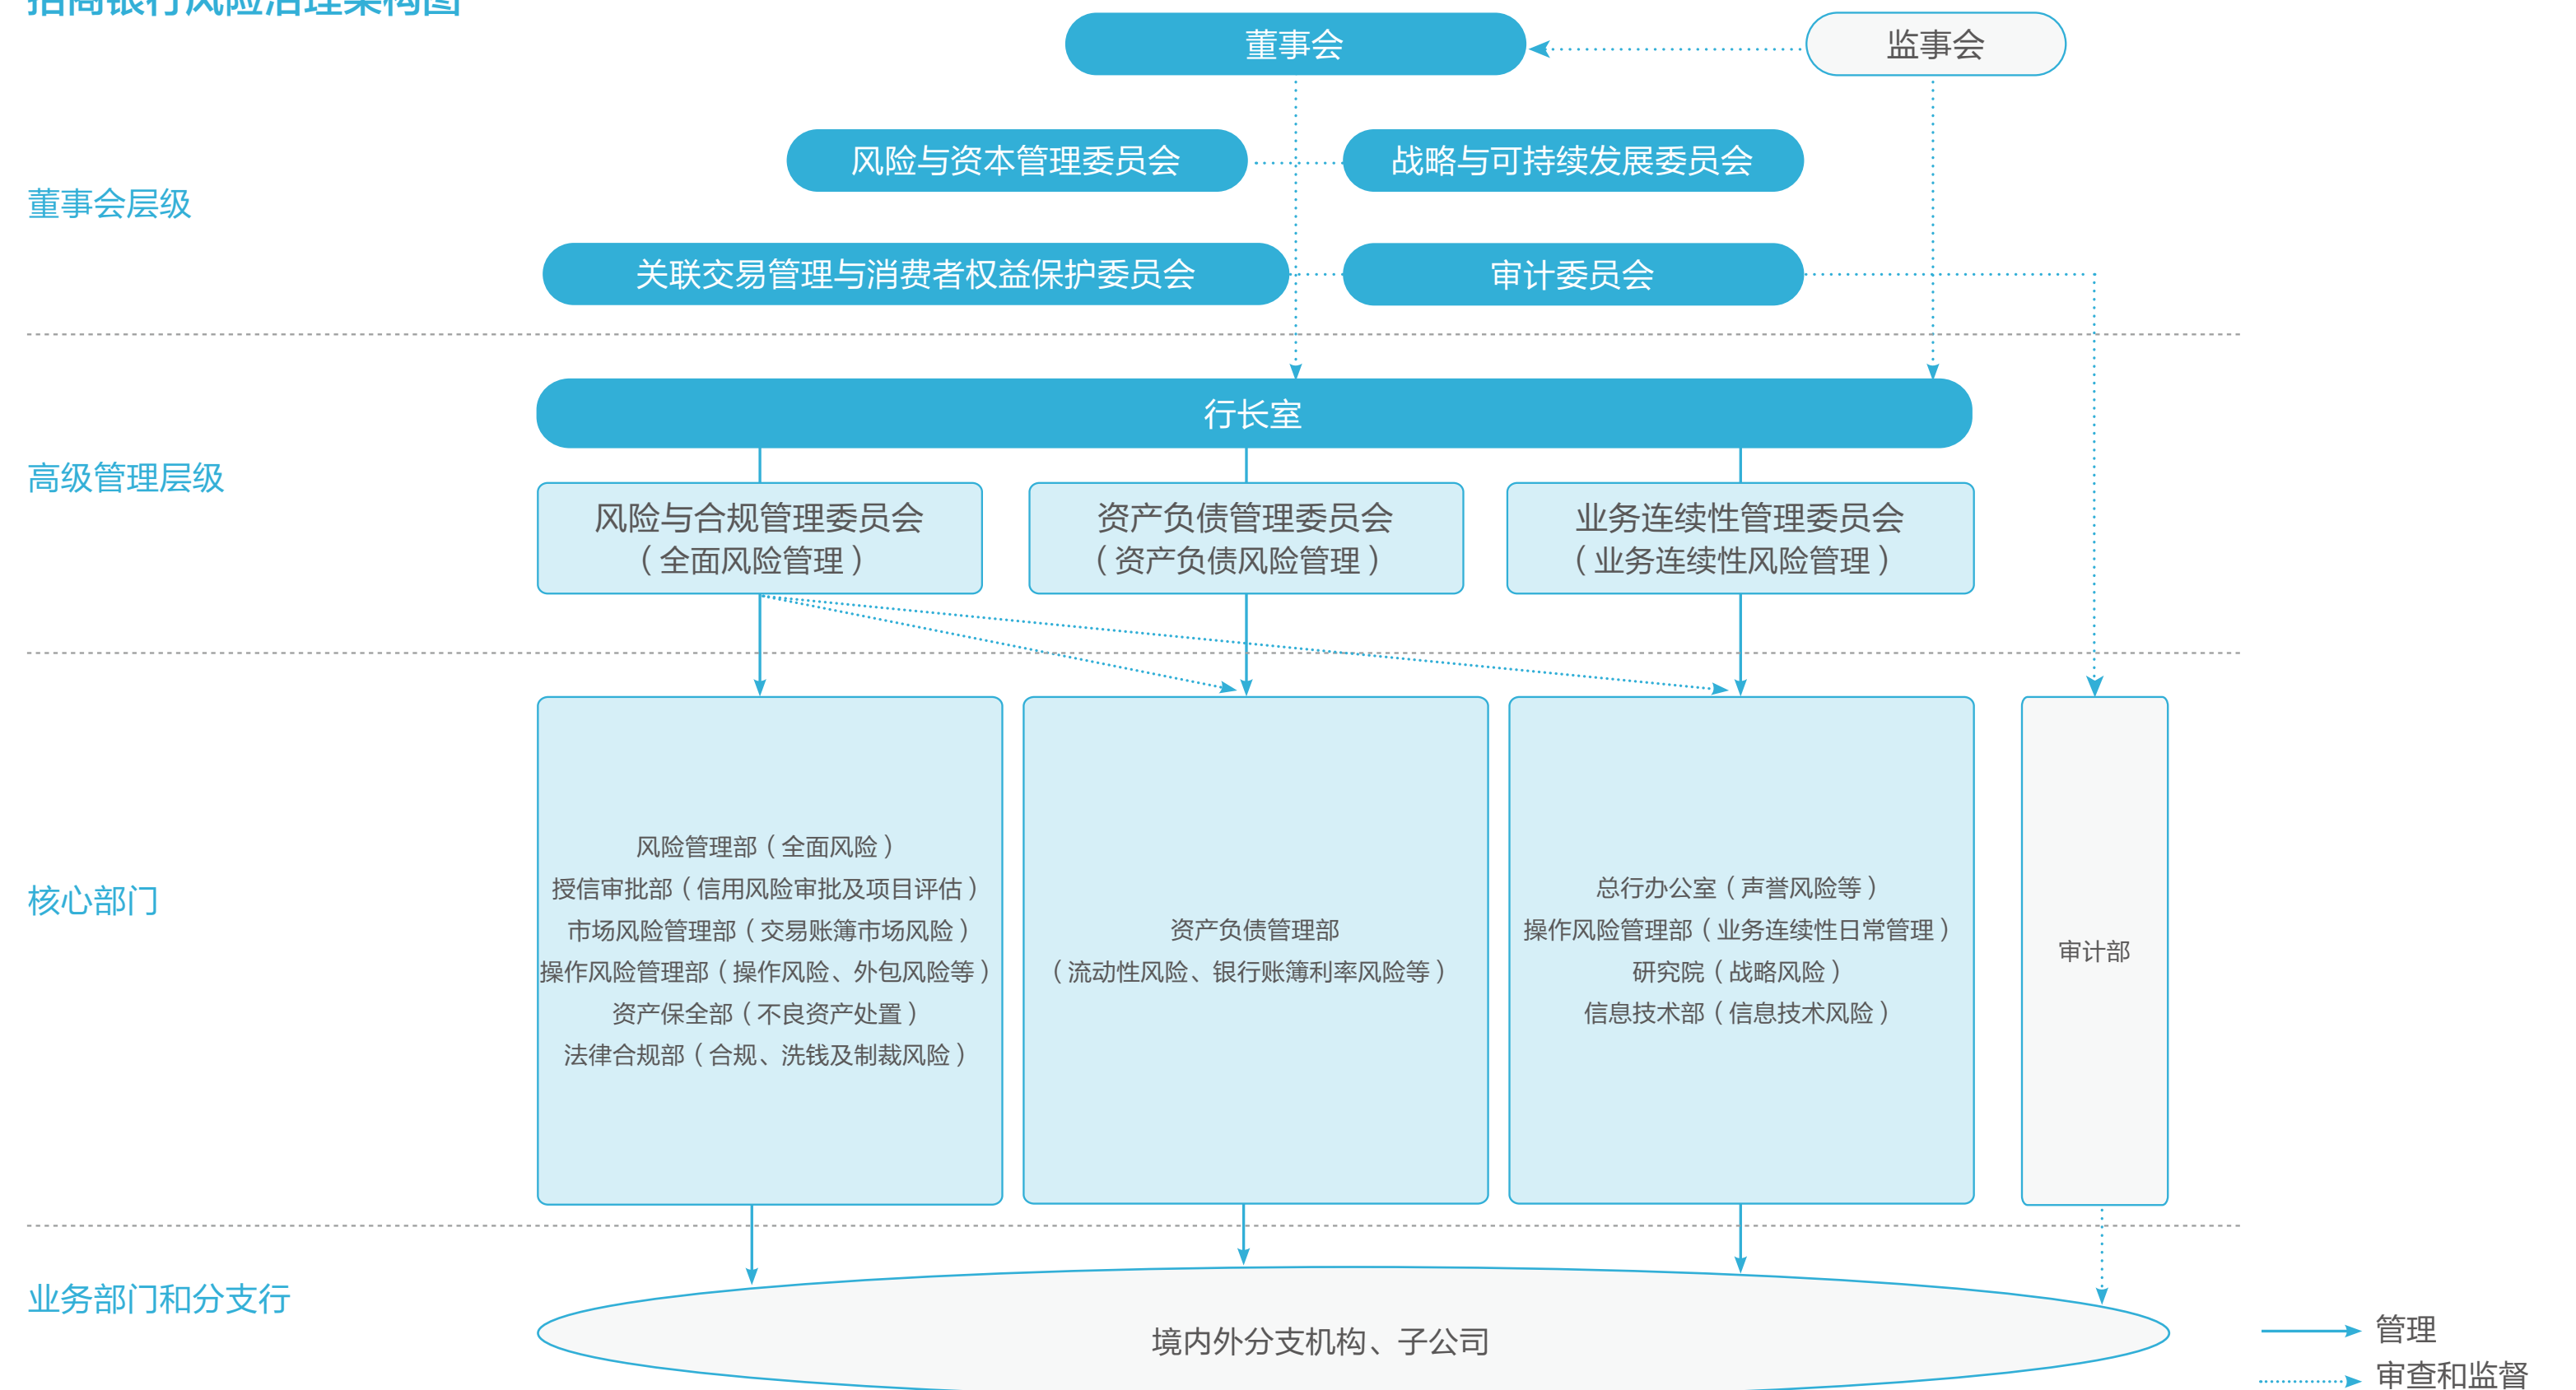 招商银行风险治理架构图
董事会
监事会
风险与资本管理委员会
战略与可持续发展委员会
董事会层级
关联交易管理与消费者权益保护委员会
审计委员会
行长室
高级管理层级
风险与合规管理委员会
（全面风险管理）
资产负债管理委员会
（资产负债风险管理）
业务连续性管理委员会
（业务连续性风险管理）
核心部门
风险管理部（全面风险）
授信审批部（信用风险审批及项目评估）
市场风险管理部（交易账簿市场风险）
操作风险管理部（操作风险、外包风险等）
资产保全部（不良资产处置）
法律合规部（合规、洗钱及制裁风险）
资产负债管理部
（流动性风险、银行账簿利率风险等）
总行办公室（声誉风险等）
操作风险管理部（业务连续性日常管理）
研究院（战略风险）
信息技术部（信息技术风险）
审计部
业务部门和分支行
境内外分支机构、子公司
管理
审查和监督